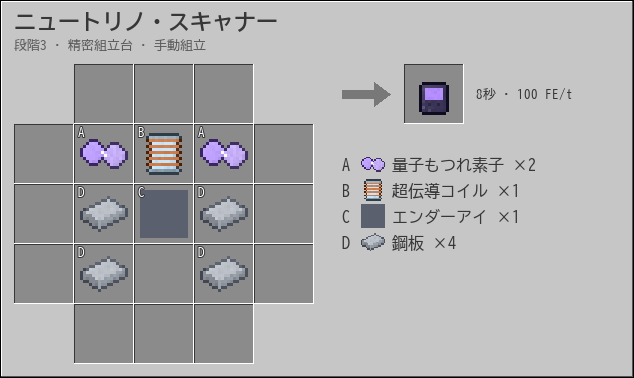 ニュートリノ・スキャナー
段階3 · 精密組立台 · 手動組立
8秒 · 100 FE/t
A B A
D C D
D D
A 量子もつれ素子 ×2
B 超伝導コイル ×1
C エンダーアイ ×1
D 鋼板 ×4